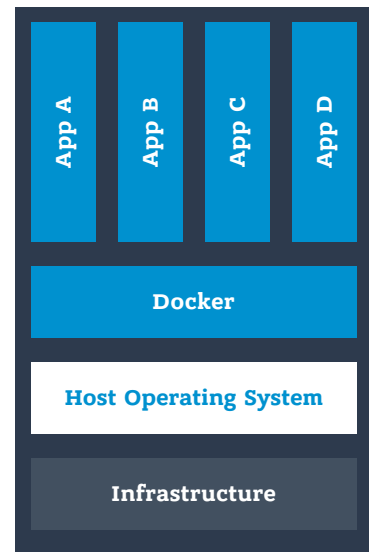 App A
App B
App C
App D
Docker
Host Operating System
Infrastructure